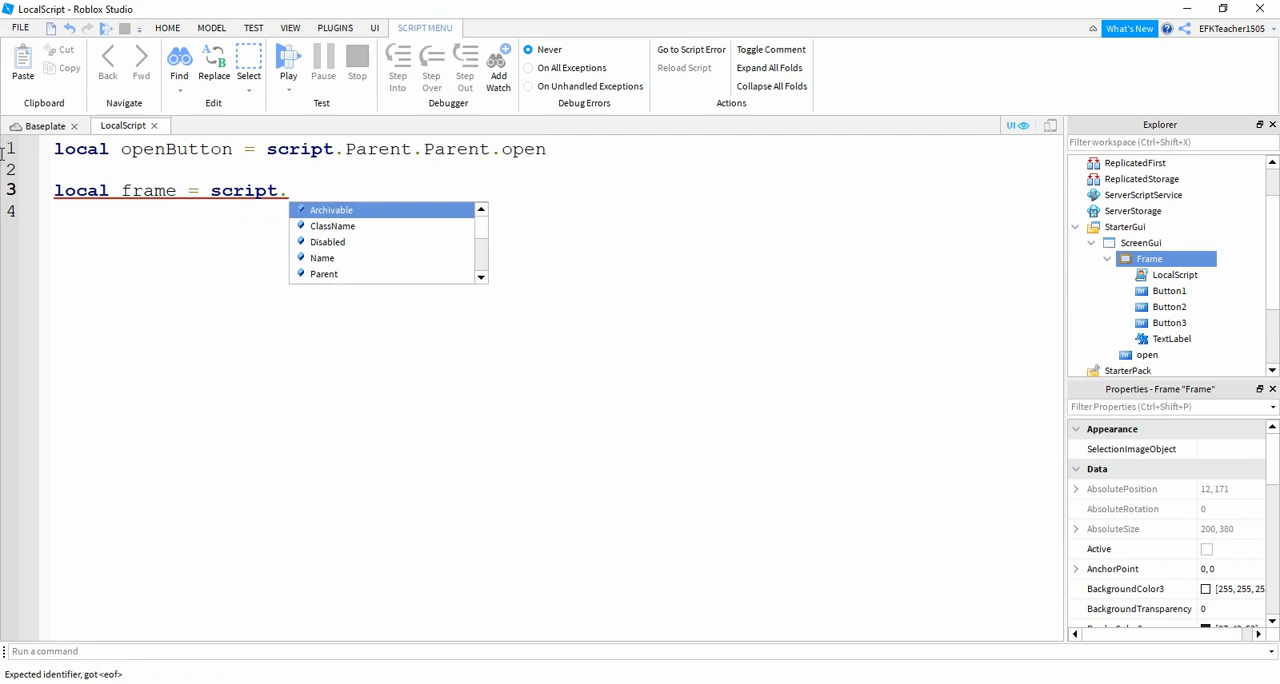 LocalScript - Roblox Studio
FILE HOME MODEL TEST VIEW PLUGINS UI SCRIPT MENU What's New EFKTeacher1505
Paste Cut Copy Back Fwd Find Replace Select Play Pause Stop Step Into Step Over Step Out Add Watch Never On All Exceptions On Unhandled Exceptions Go to Script Error Reload Script Toggle Comment Expand All Folds Collapse All Folds
Clipboard Navigate Edit Test Debugger Debug Errors Actions
Baseplate LocalScript UI
1 local openButton = script.Parent.Parent.open
2
3 local frame = script.
4
Archivable
ClassName
Disabled
Name
Parent
Explorer
Filter workspace (Ctrl+Shift+X)
ReplicatedFirst
ReplicatedStorage
ServerScriptService
ServerStorage
StarterGui
ScreenGui
Frame
LocalScript
Button1
Button2
Button3
TextLabel
open
StarterPack
Properties - Frame "Frame"
Filter Properties (Ctrl+Shift+P)
Appearance
SelectionImageObject
Data
AbsolutePosition 12, 171
AbsoluteRotation 0
AbsoluteSize 200, 380
Active
AnchorPoint 0, 0
BackgroundColor3 [255, 255, 25
BackgroundTransparency 0
Run a command
Expected identifier, got <eof>